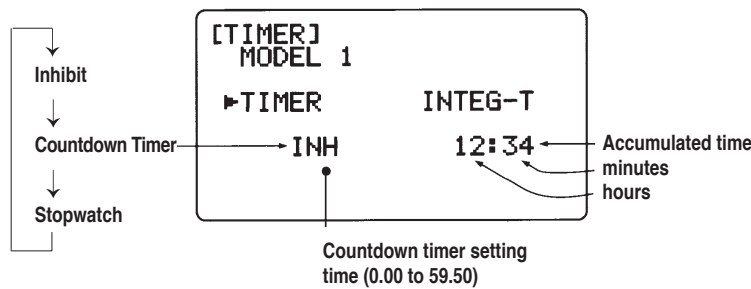 [TIMER]
MODEL 1
Inhibit
►TIMER INTEG-T
Countdown Timer INH 12:34 Accumulated time
minutes
hours
Stopwatch
Countdown timer setting
time (0.00 to 59.50)